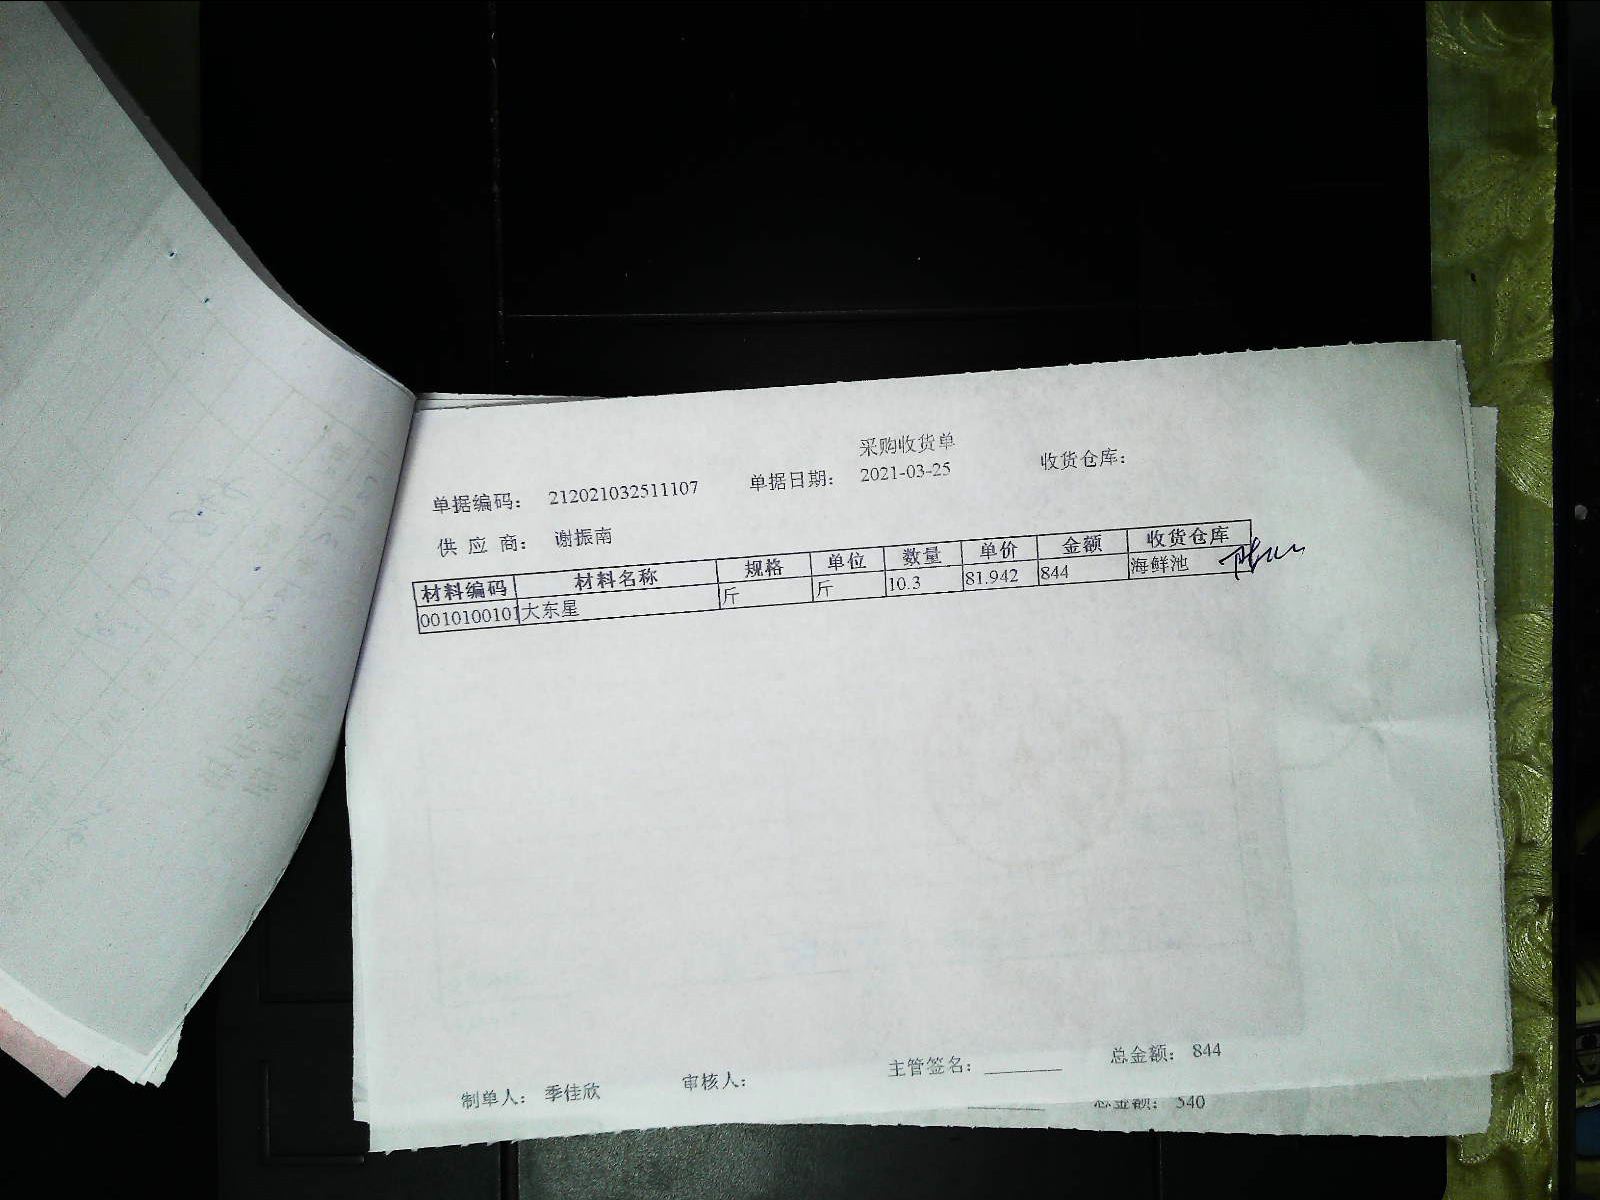 采购收货单
单据编码： 212021032511107 单据日期： 2021-03-25 收货仓库：
供 应 商： 谢振南
材料编码 材料名称 规格 单位 数量 单价 金额 收货仓库
0010100101 大东星 斤 斤 10.3 81.942 844 海鲜池
制单人： 季佳欣 审核人： 主管签名： 总金额： 844
总金额： 540